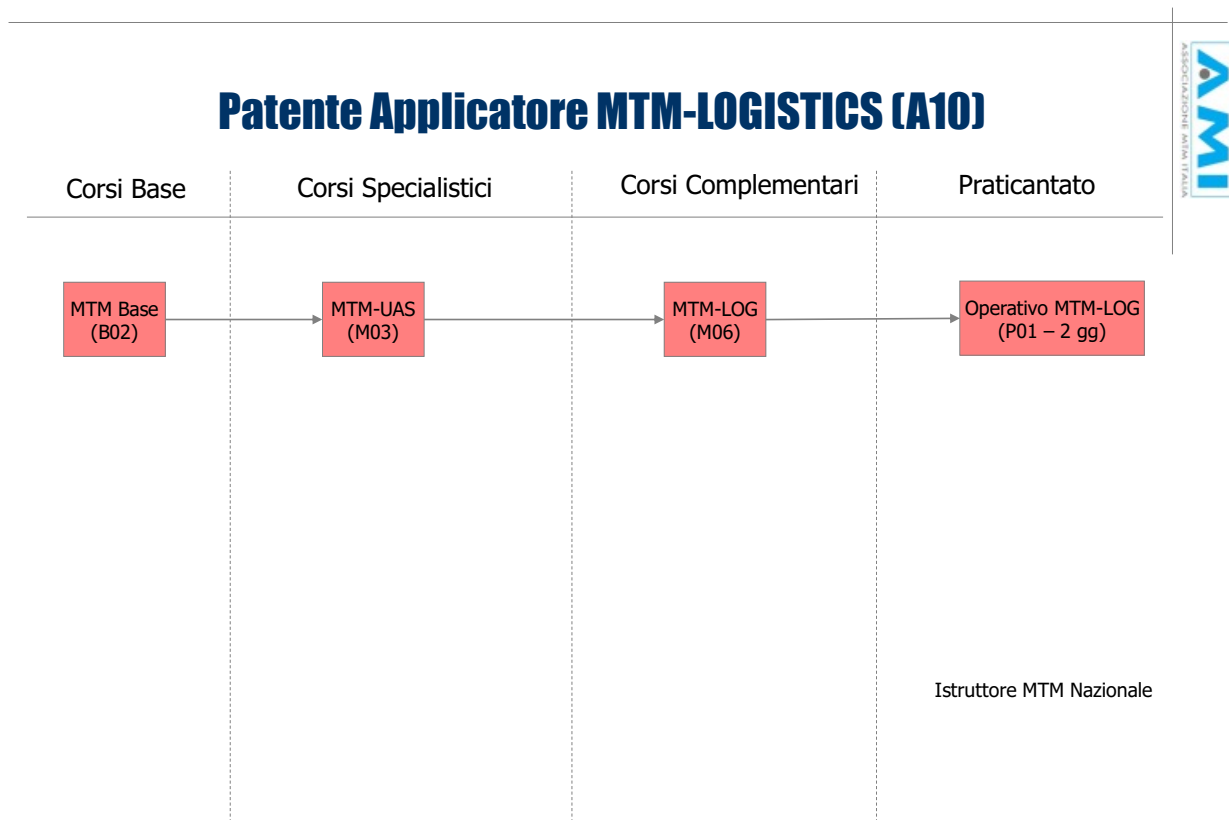 Patente Applicatore MTM-LOGISTICS (A10)
AMI
ASSOCIAZIONE MTM ITALIA
Corsi Base
Corsi Specialistici
Corsi Complementari
Praticantato
MTM Base
(B02)
MTM-UAS
(M03)
MTM-LOG
(M06)
Operativo MTM-LOG
(P01 – 2 gg)
Istruttore MTM Nazionale